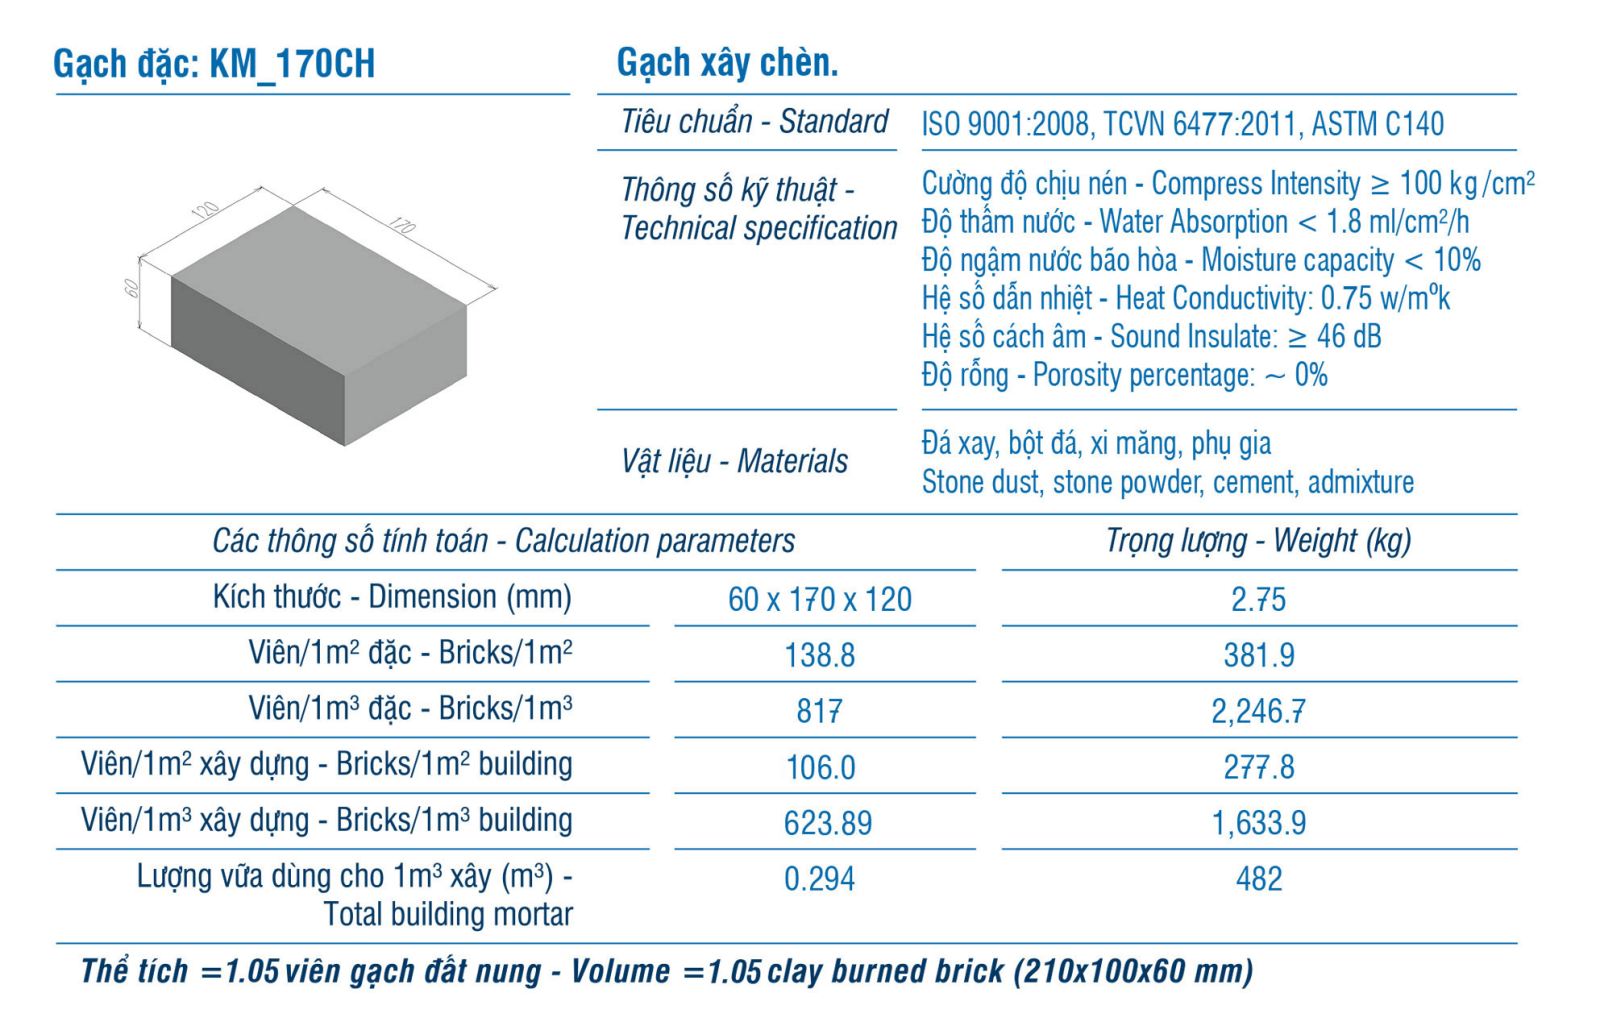 Gạch đặc: KM_170CH
Gạch xây chèn.
Tiêu chuẩn - Standard
ISO 9001:2008, TCVN 6477:2011, ASTM C140
Thông số kỹ thuật -
Technical specification
Cường độ chịu nén - Compress Intensity ≥ 100 kg/cm²
Độ thấm nước - Water Absorption < 1.8 ml/cm²/h
Độ ngậm nước bão hòa - Moisture capacity < 10%
Hệ số dẫn nhiệt - Heat Conductivity: 0.75 w/m⁰k
Hệ số cách âm - Sound Insulate: ≥ 46 dB
Độ rỗng - Porosity percentage: ~ 0%
120
170
60
Vật liệu - Materials
Đá xay, bột đá, xi măng, phụ gia
Stone dust, stone powder, cement, admixture
Các thông số tính toán - Calculation parameters
Trọng lượng - Weight (kg)
Kích thước - Dimension (mm) 60 x 170 x 120 2.75
Viên/1m² đặc - Bricks/1m² 138.8 381.9
Viên/1m³ đặc - Bricks/1m³ 817 2,246.7
Viên/1m² xây dựng - Bricks/1m² building 106.0 277.8
Viên/1m³ xây dựng - Bricks/1m³ building 623.89 1,633.9
Lượng vữa dùng cho 1m³ xây (m³) - 0.294 482
Total building mortar
Thể tích =1.05 viên gạch đất nung - Volume =1.05 clay burned brick (210x100x60 mm)